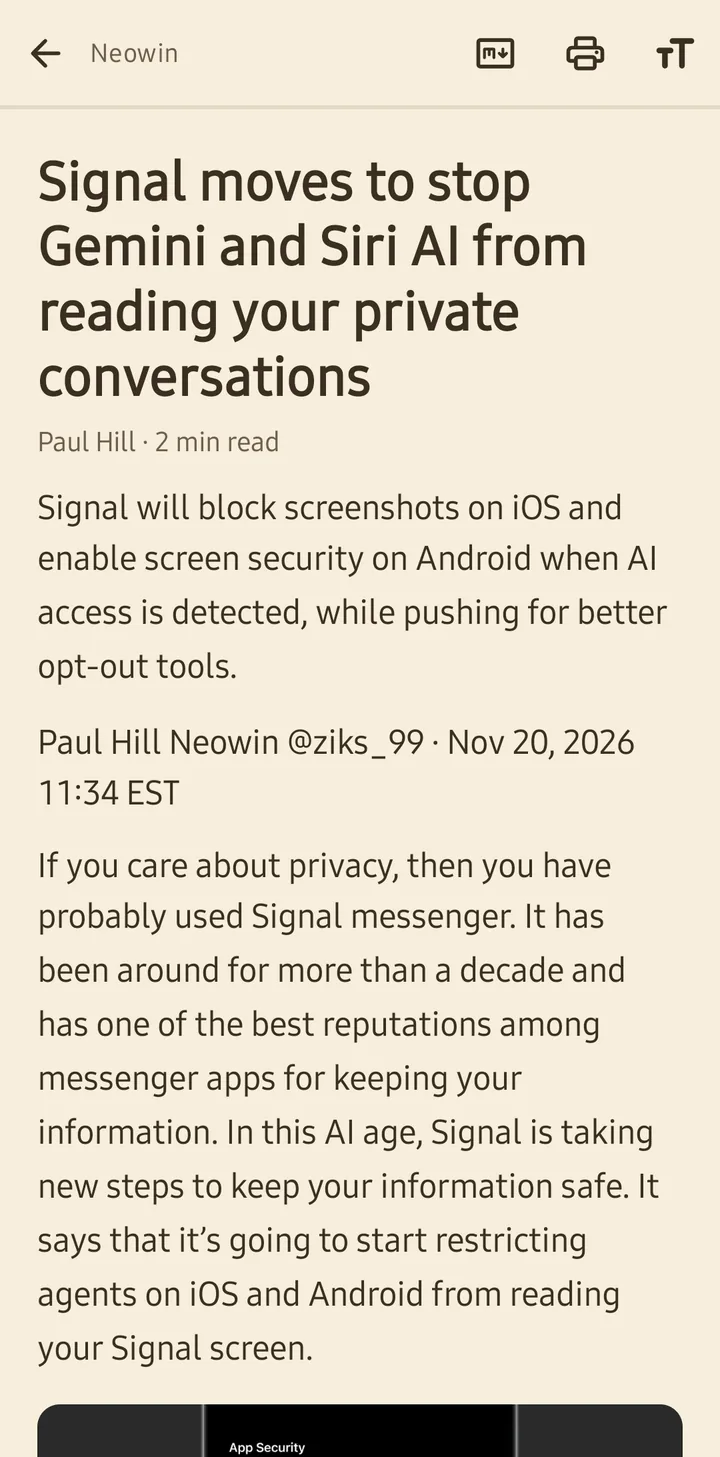 Neowin
Signal moves to stop
Gemini and Siri AI from
reading your private
conversations
Paul Hill · 2 min read
Signal will block screenshots on iOS and
enable screen security on Android when AI
access is detected, while pushing for better
opt-out tools.
Paul Hill Neowin @ziks_99 · Nov 20, 2026
11:34 EST
If you care about privacy, then you have
probably used Signal messenger. It has
been around for more than a decade and
has one of the best reputations among
messenger apps for keeping your
information. In this AI age, Signal is taking
new steps to keep your information safe. It
says that it’s going to start restricting
agents on iOS and Android from reading
your Signal screen.
App Security